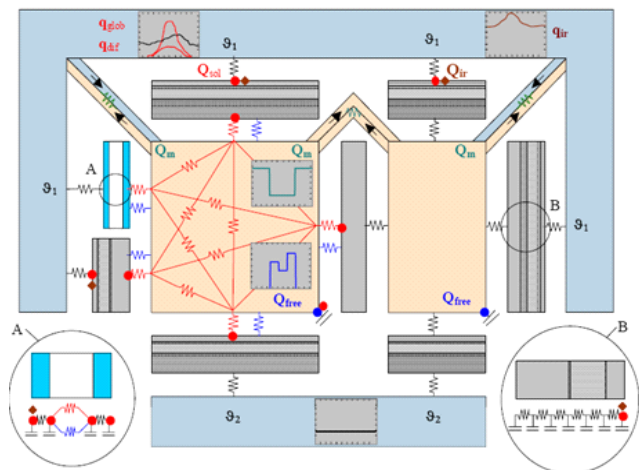 q_glob
q_dif
ϑ₁
ϑ₁
q_ir
Q_sol
Q_ir
Q_m
Q_m
Q_m
A
ϑ₁
B
ϑ₁
Q_free
Q_free
A
B
ϑ₂
ϑ₂